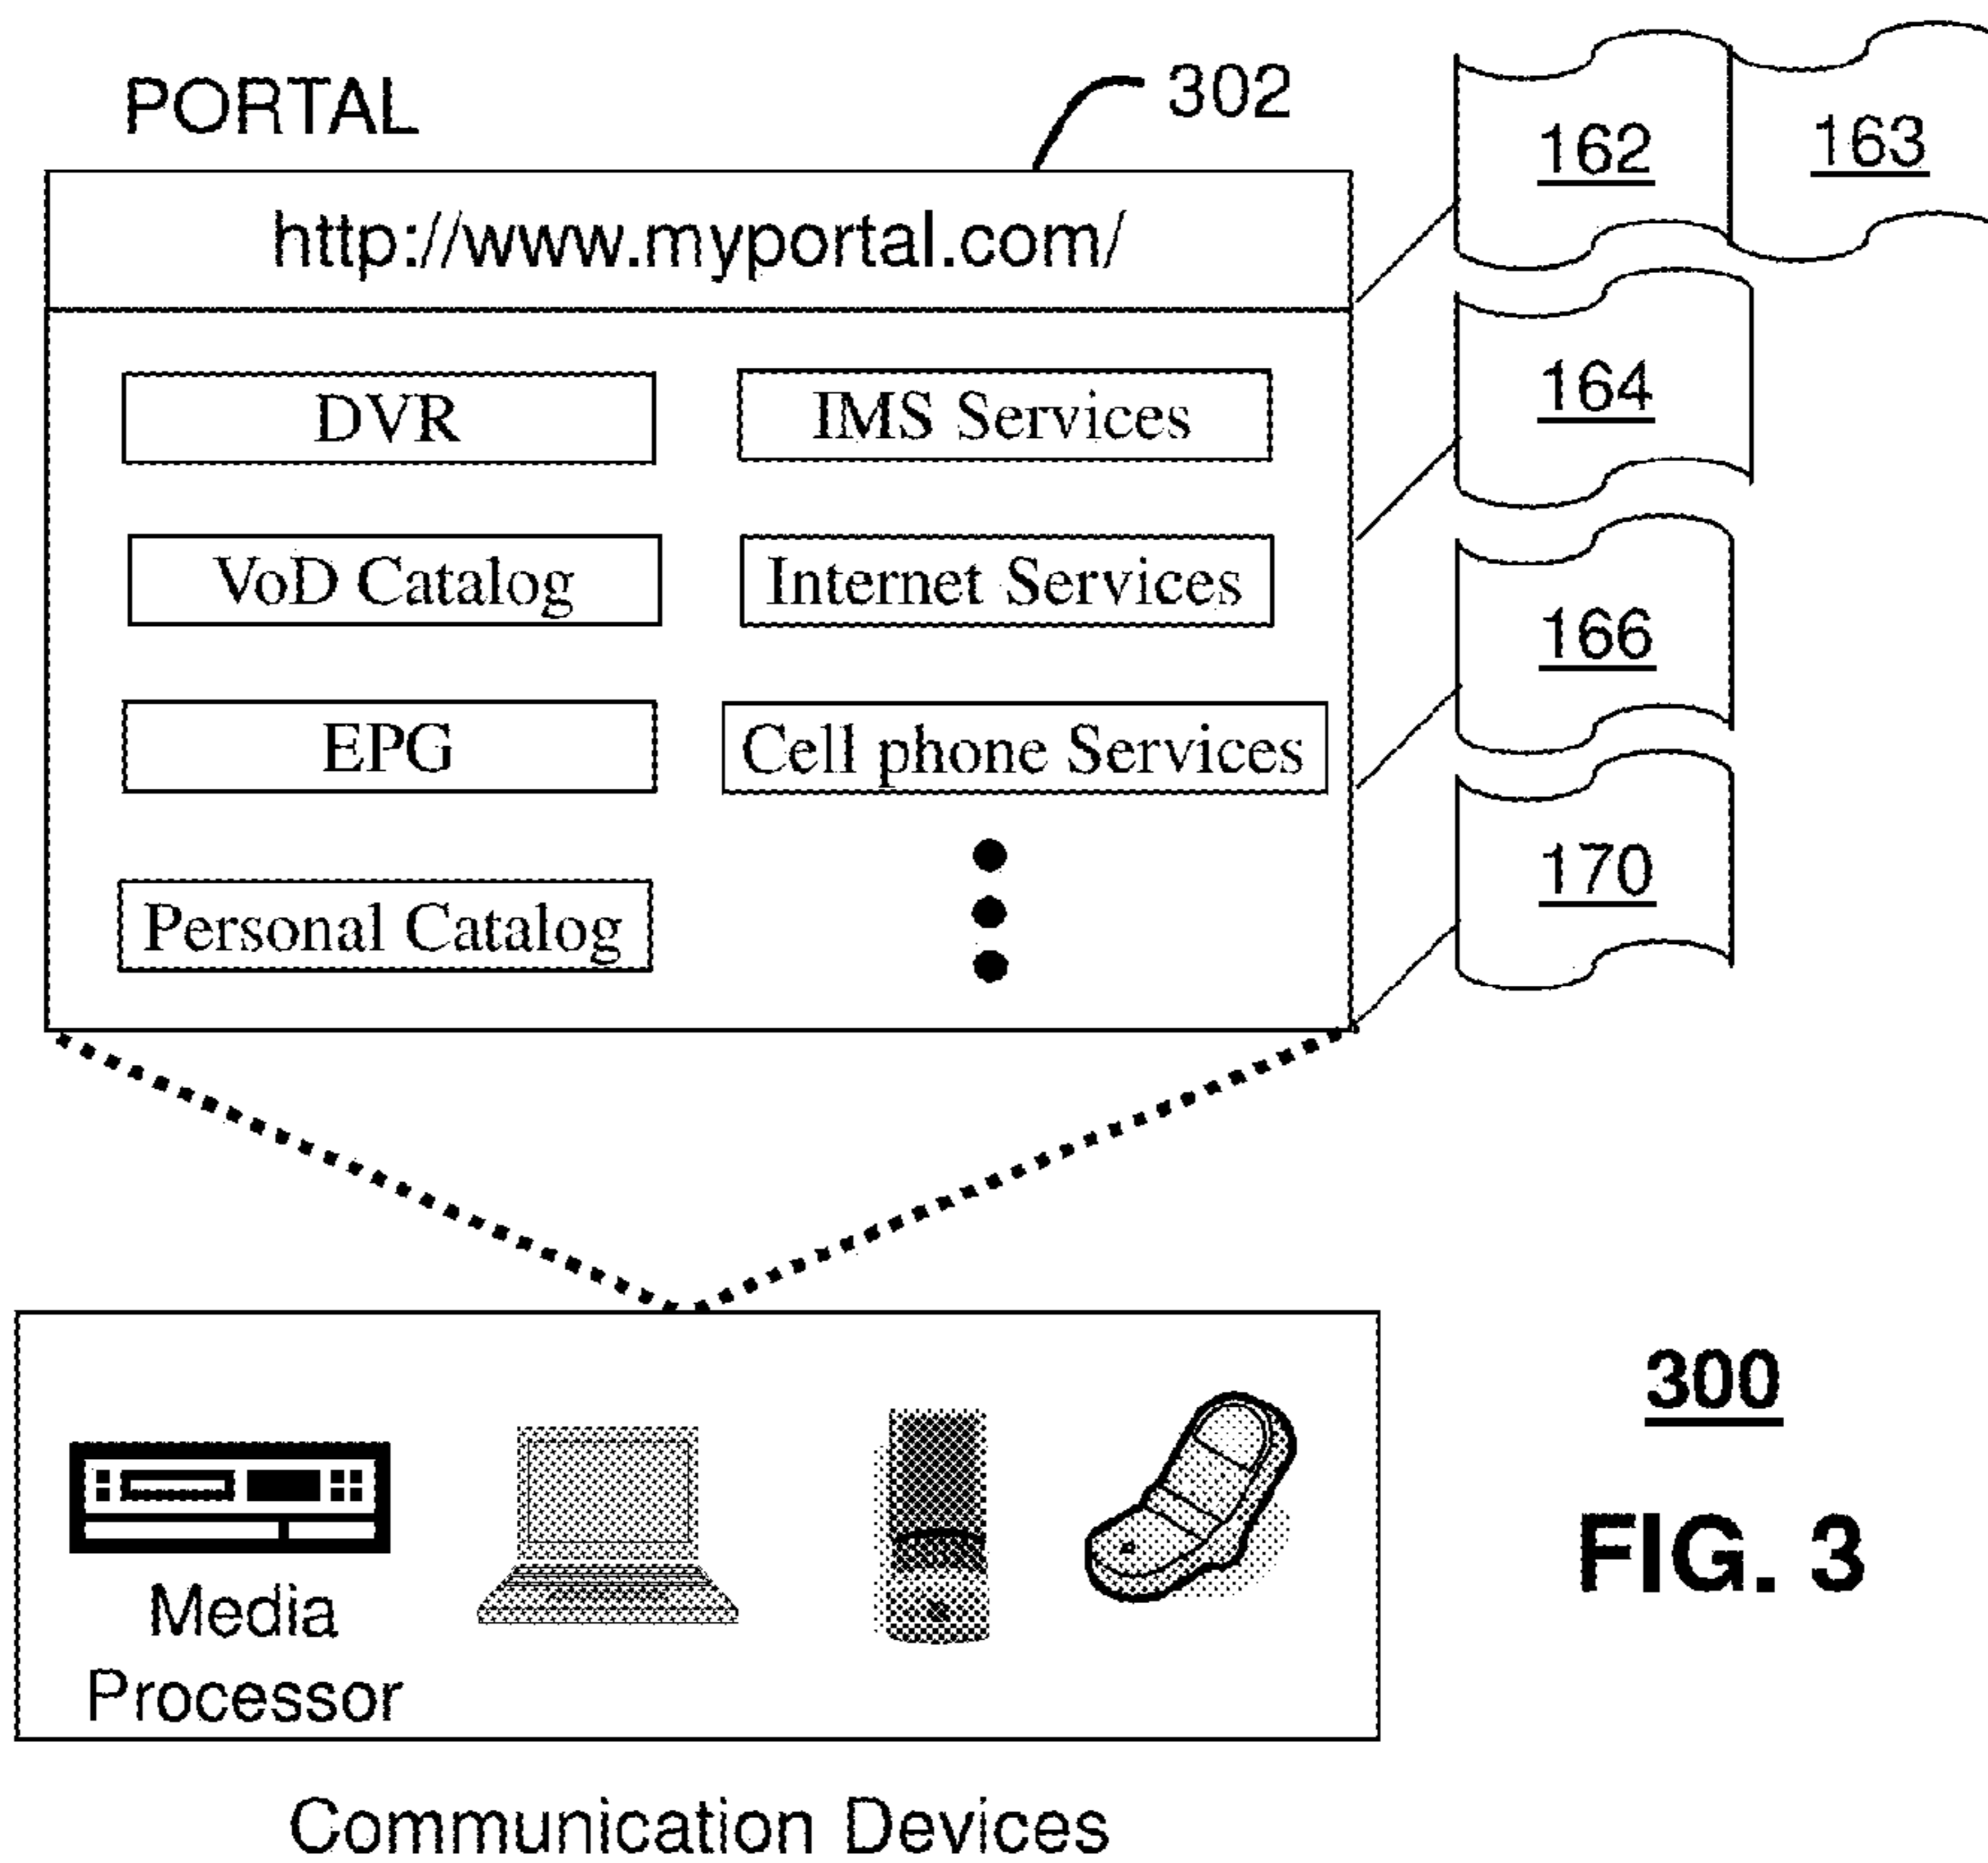 PORTAL
302
http://www.myportal.com/
162
163
DVR
IMS Services
164
VoD Catalog
Internet Services
166
EPG
Cell phone Services
170
Personal Catalog
Media
Processor
300
FIG. 3
Communication Devices